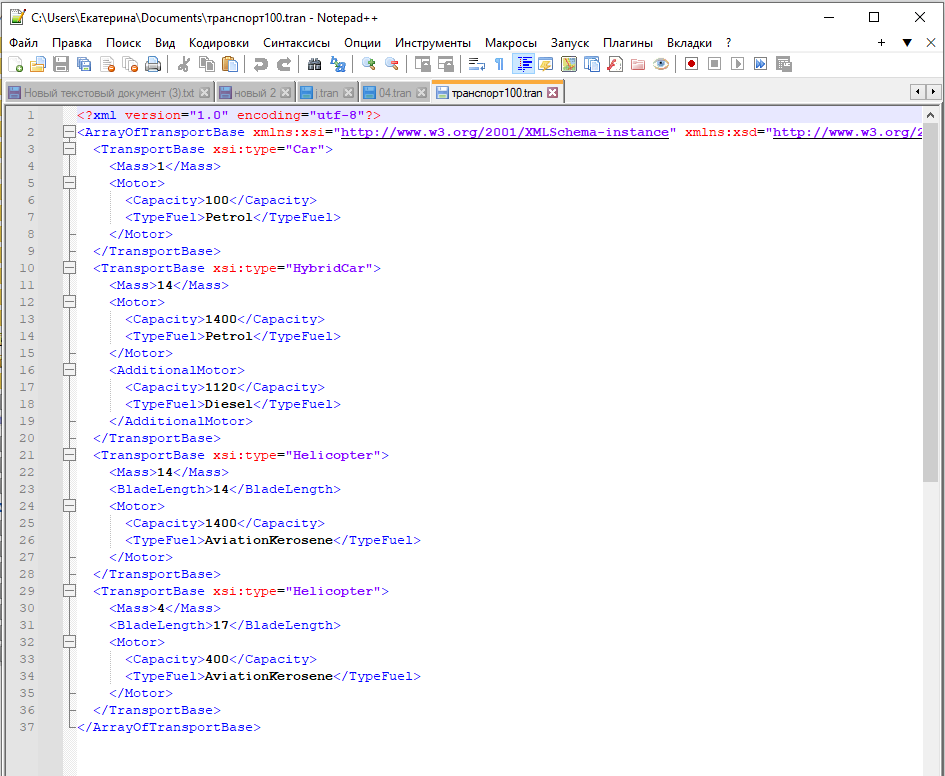 C:\Users\Екатерина\Documents\транспорт100.tran - Notepad++
Файл Правка Поиск Вид Кодировки Синтаксисы Опции Инструменты Макросы Запуск Плагины Вкладки ?
Новый текстовый документ (3).txt новый 2 j.tran 04.tran транспорт100.tran
1 <?xml version="1.0" encoding="utf-8"?>
2 <ArrayOfTransportBase xmlns:xsi="http://www.w3.org/2001/XMLSchema-instance" xmlns:xsd="http://www.w3.org/2
3 <TransportBase xsi:type="Car">
4 <Mass>1</Mass>
5 <Motor>
6 <Capacity>100</Capacity>
7 <TypeFuel>Petrol</TypeFuel>
8 </Motor>
9 </TransportBase>
10 <TransportBase xsi:type="HybridCar">
11 <Mass>14</Mass>
12 <Motor>
13 <Capacity>1400</Capacity>
14 <TypeFuel>Petrol</TypeFuel>
15 </Motor>
16 <AdditionalMotor>
17 <Capacity>1120</Capacity>
18 <TypeFuel>Diesel</TypeFuel>
19 </AdditionalMotor>
20 </TransportBase>
21 <TransportBase xsi:type="Helicopter">
22 <Mass>14</Mass>
23 <BladeLength>14</BladeLength>
24 <Motor>
25 <Capacity>1400</Capacity>
26 <TypeFuel>AviationKerosene</TypeFuel>
27 </Motor>
28 </TransportBase>
29 <TransportBase xsi:type="Helicopter">
30 <Mass>4</Mass>
31 <BladeLength>17</BladeLength>
32 <Motor>
33 <Capacity>400</Capacity>
34 <TypeFuel>AviationKerosene</TypeFuel>
35 </Motor>
36 </TransportBase>
37 </ArrayOfTransportBase>